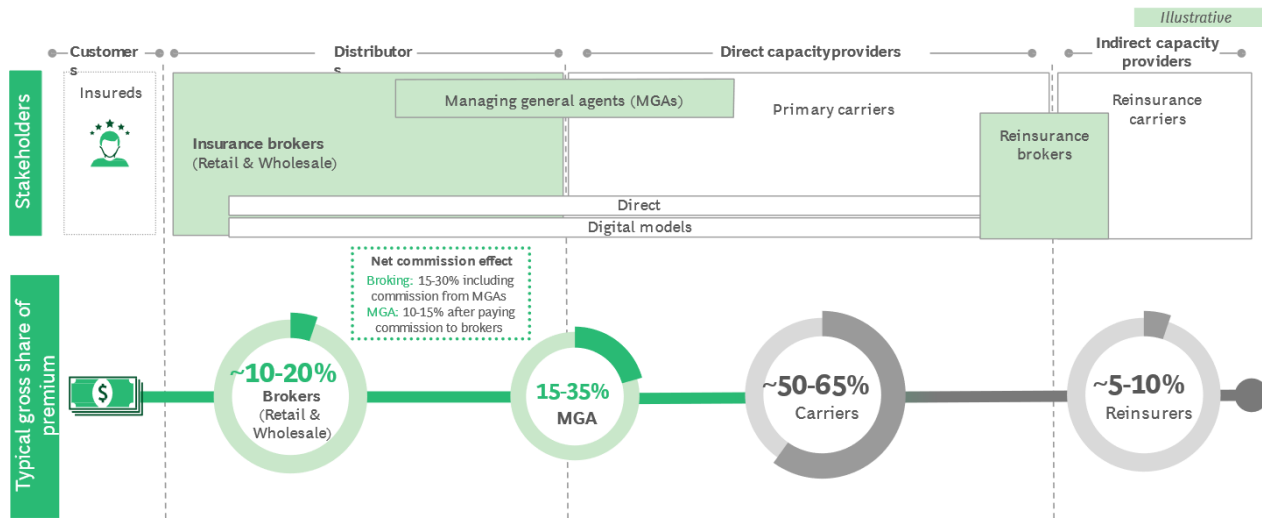 Illustrative
Customer
s
Distributor
s
Direct capacityproviders
Indirect capacity
providers
Stakeholders
Insureds
Managing general agents (MGAs)
Insurance brokers
(Retail & Wholesale)
Primary carriers
Reinsurance
brokers
Reinsurance
carriers
Direct
Digital models
Net commission effect
Broking: 15-30% including
commission from MGAs
MGA: 10-15% after paying
commission to brokers
Typical gross share of
premium
$
~10-20%
Brokers
(Retail &
Wholesale)
15-35%
MGA
~50-65%
Carriers
~5-10%
Reinsurers